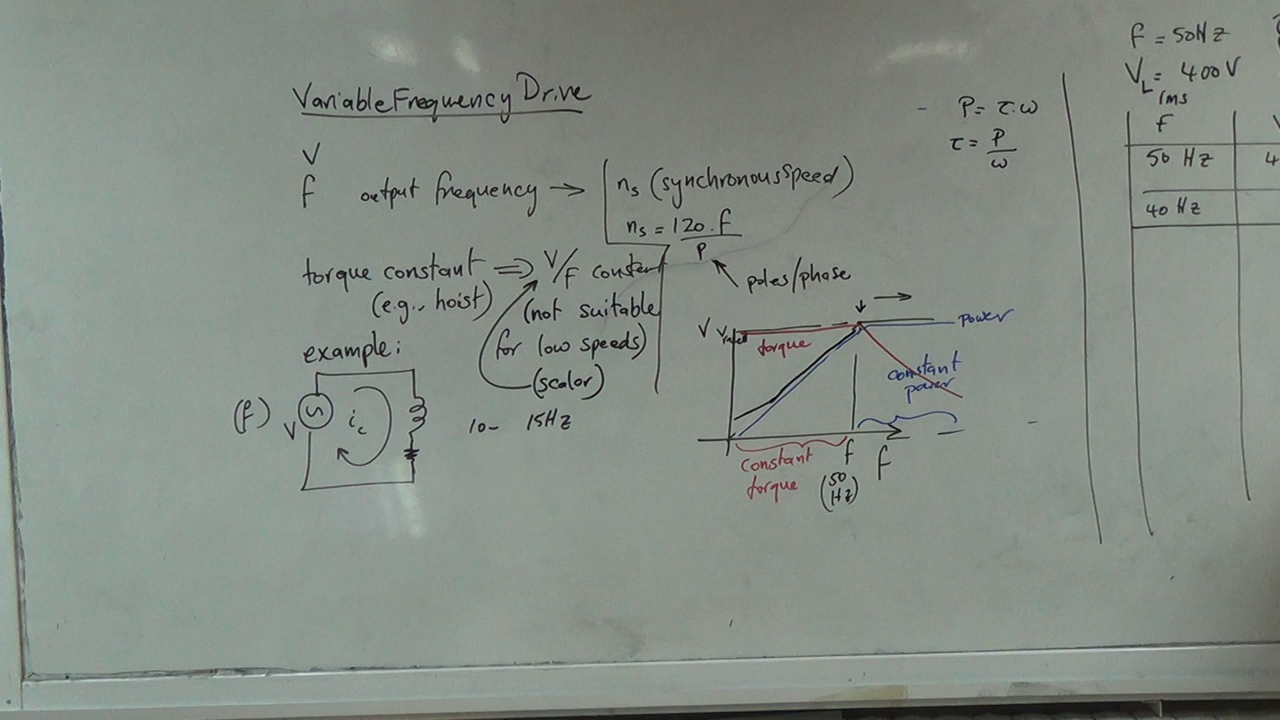 Variable Frequency Drive
V
f output frequency → ns (synchronous speed)
ns = 120.f
P
poles/phase
torque constant ⇒ V/f constant
(e.g., hoist) (not suitable
for low speeds)
(scalor)
example:
(f) V ic
10- 15Hz
P = τ.ω
τ = P
ω
V Vrated
torque
power
constant
power
constant
torque
f
(50
Hz)
f
f = 50Hz
VL = 400V
rms
f
50 Hz 4
40 Hz